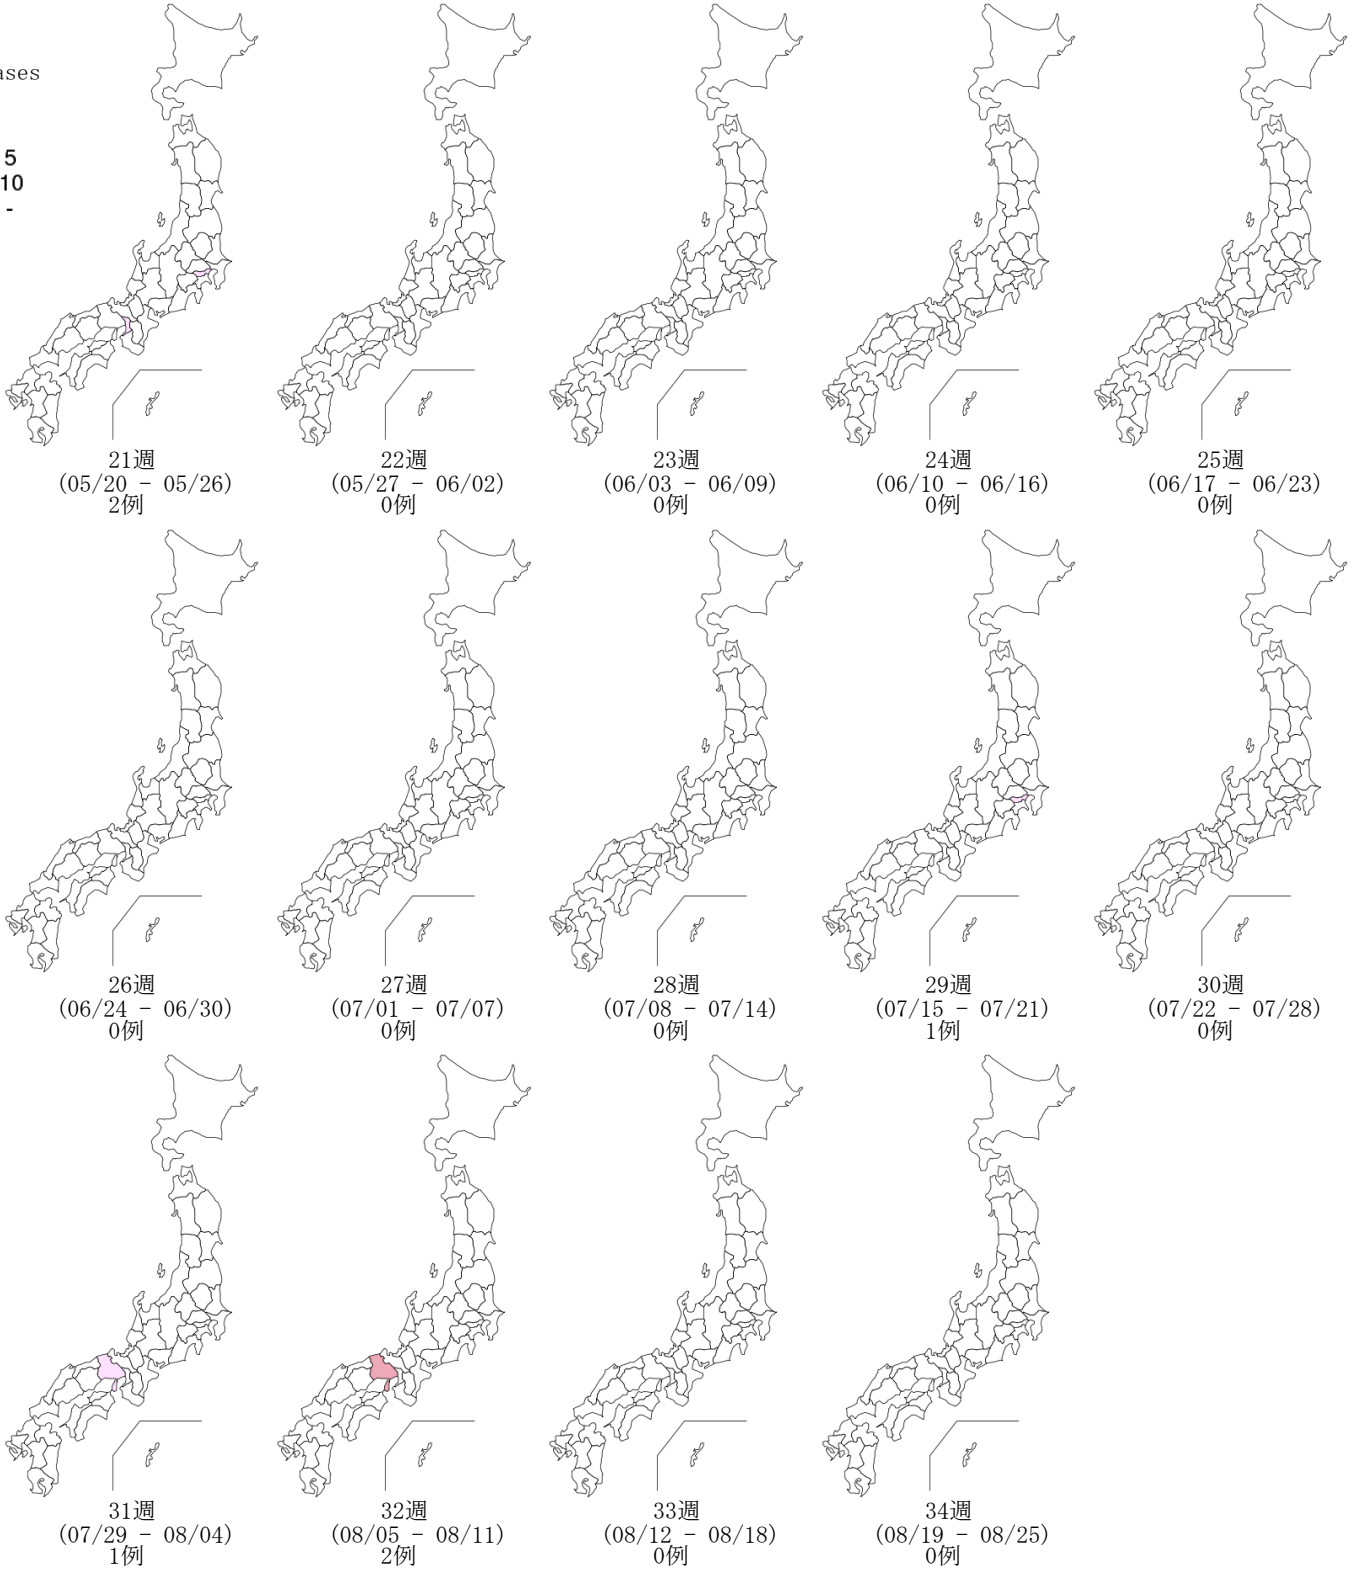 ases
5
10
-
21週
(05/20 - 05/26)
2例
22週
(05/27 - 06/02)
0例
23週
(06/03 - 06/09)
0例
24週
(06/10 - 06/16)
0例
25週
(06/17 - 06/23)
0例
26週
(06/24 - 06/30)
0例
27週
(07/01 - 07/07)
0例
28週
(07/08 - 07/14)
0例
29週
(07/15 - 07/21)
1例
30週
(07/22 - 07/28)
0例
31週
(07/29 - 08/04)
1例
32週
(08/05 - 08/11)
2例
33週
(08/12 - 08/18)
0例
34週
(08/19 - 08/25)
0例